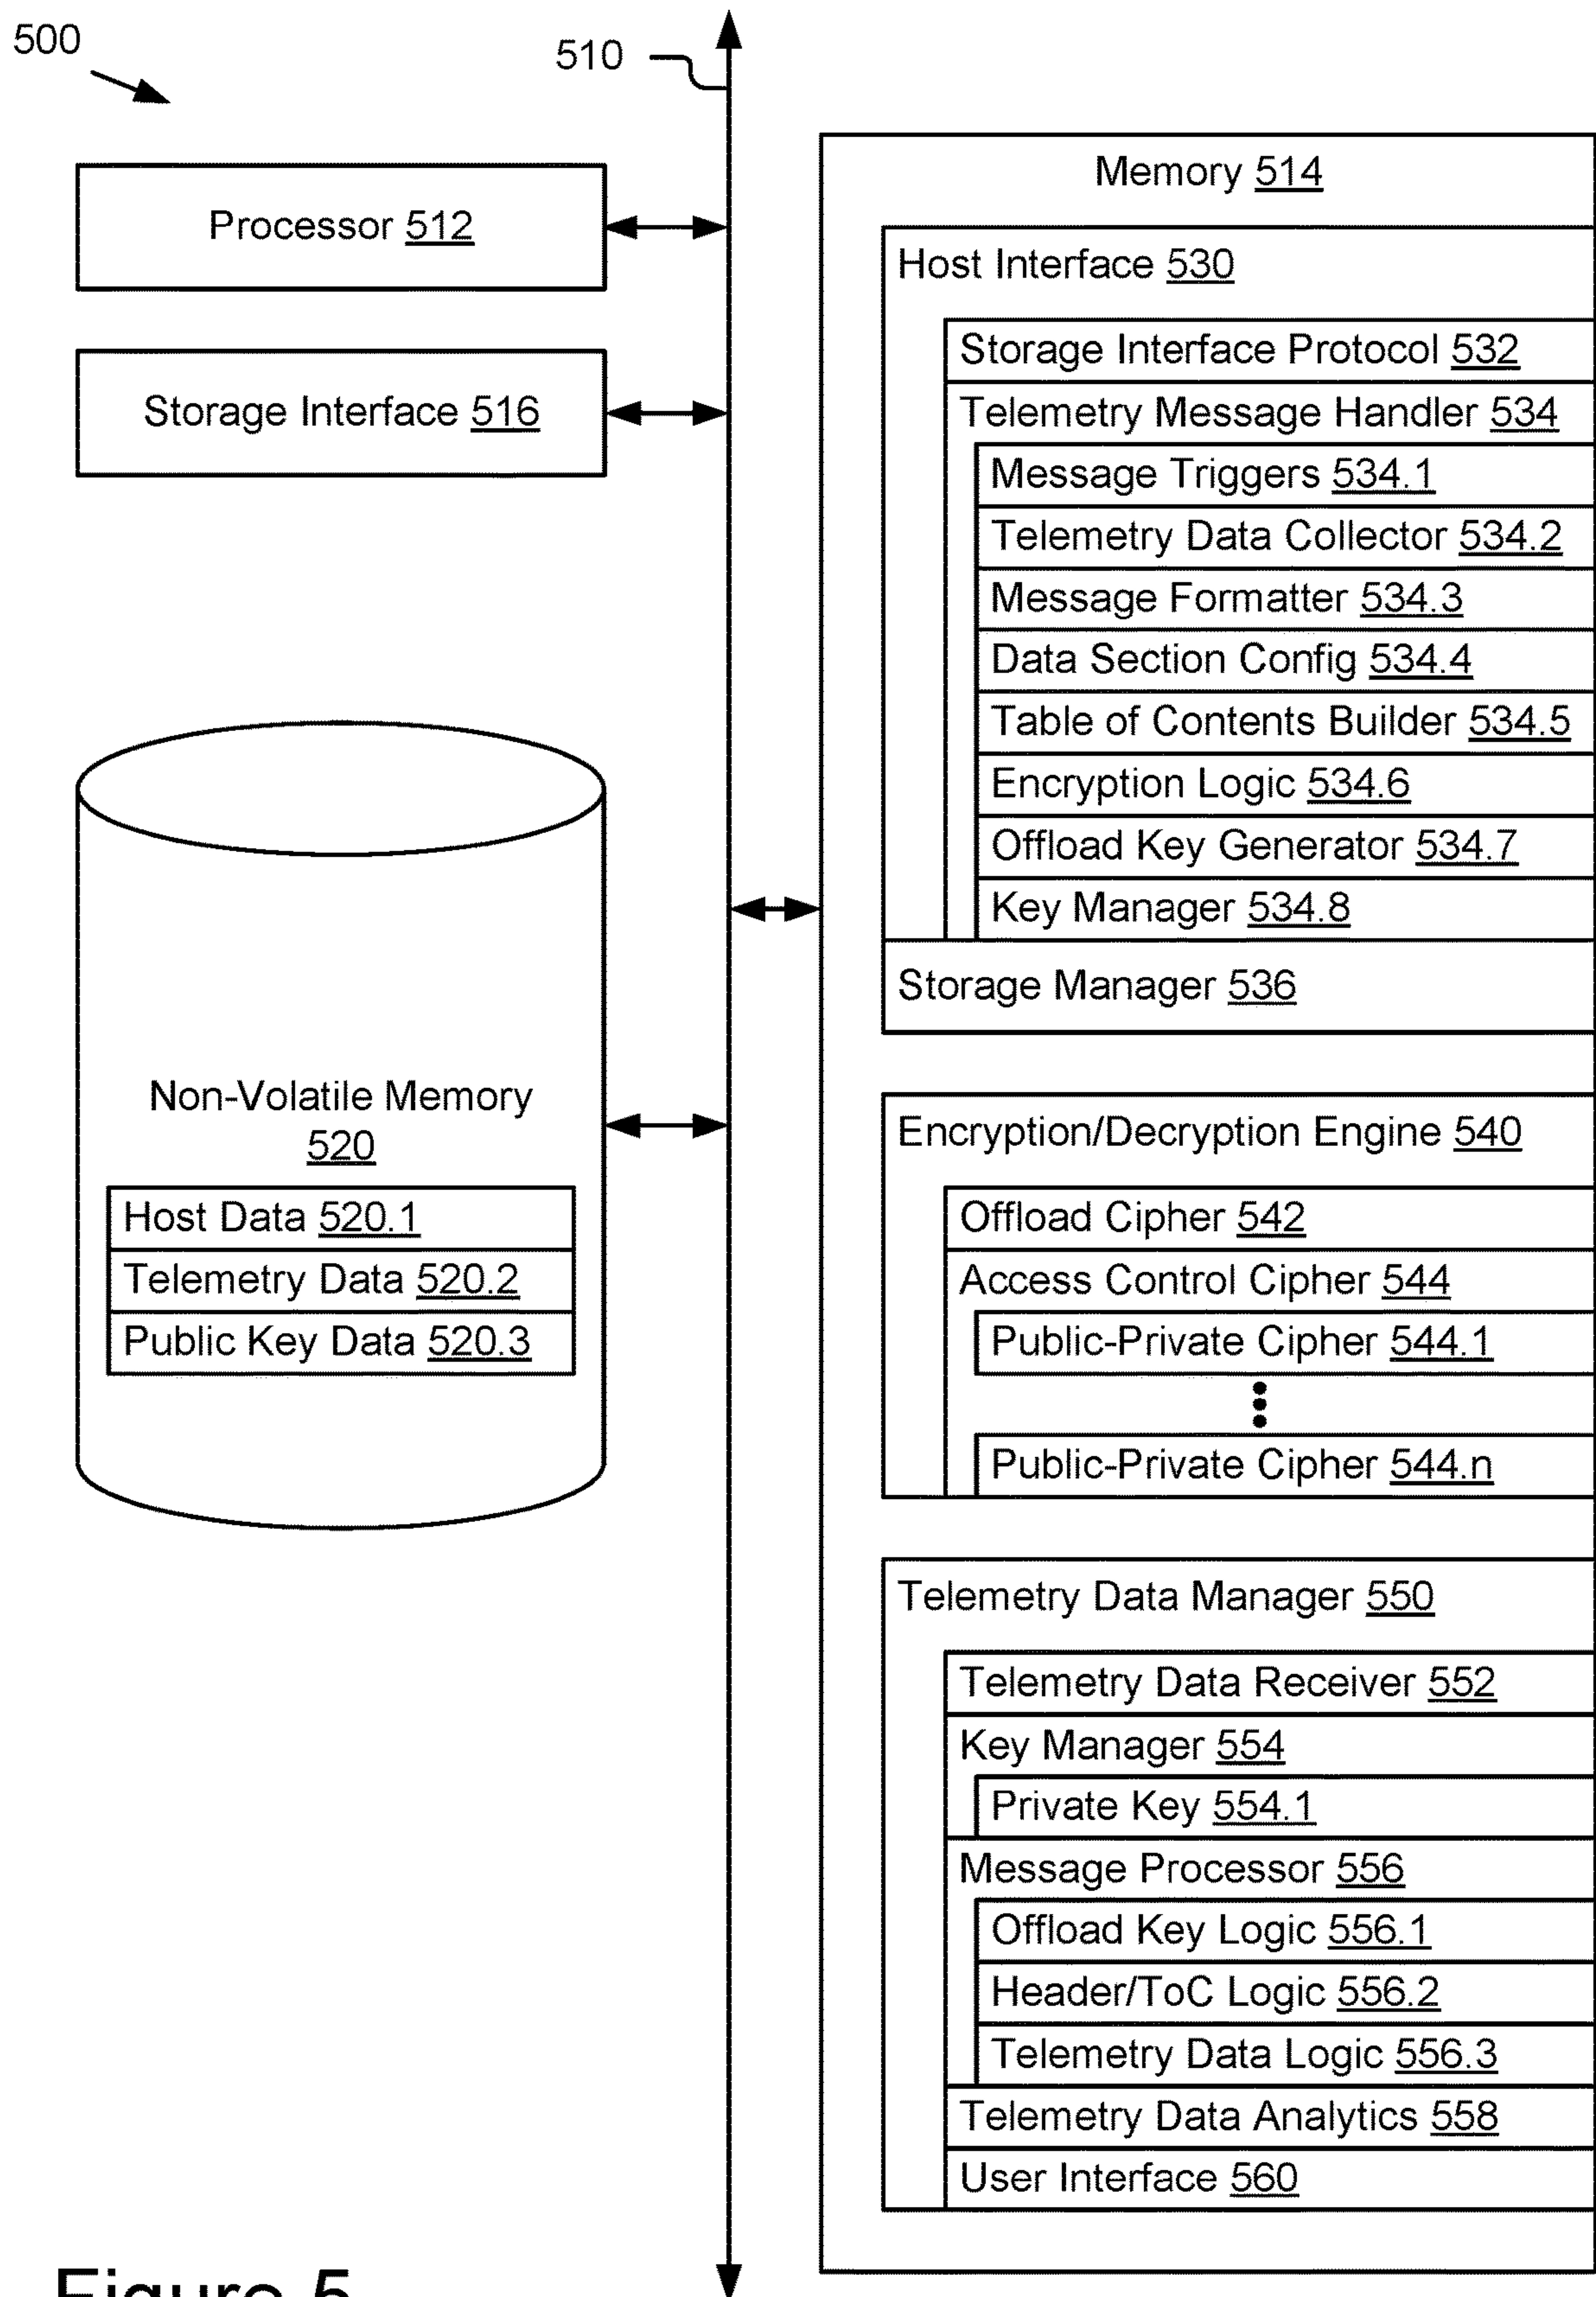 500
510
Processor 512
Storage Interface 516
Non-Volatile Memory
520
Host Data 520.1
Telemetry Data 520.2
Public Key Data 520.3
Memory 514
Host Interface 530
Storage Interface Protocol 532
Telemetry Message Handler 534
Message Triggers 534.1
Telemetry Data Collector 534.2
Message Formatter 534.3
Data Section Config 534.4
Table of Contents Builder 534.5
Encryption Logic 534.6
Offload Key Generator 534.7
Key Manager 534.8
Storage Manager 536
Encryption/Decryption Engine 540
Offload Cipher 542
Access Control Cipher 544
Public-Private Cipher 544.1
Public-Private Cipher 544.n
Telemetry Data Manager 550
Telemetry Data Receiver 552
Key Manager 554
Private Key 554.1
Message Processor 556
Offload Key Logic 556.1
Header/ToC Logic 556.2
Telemetry Data Logic 556.3
Telemetry Data Analytics 558
User Interface 560
Figure 5